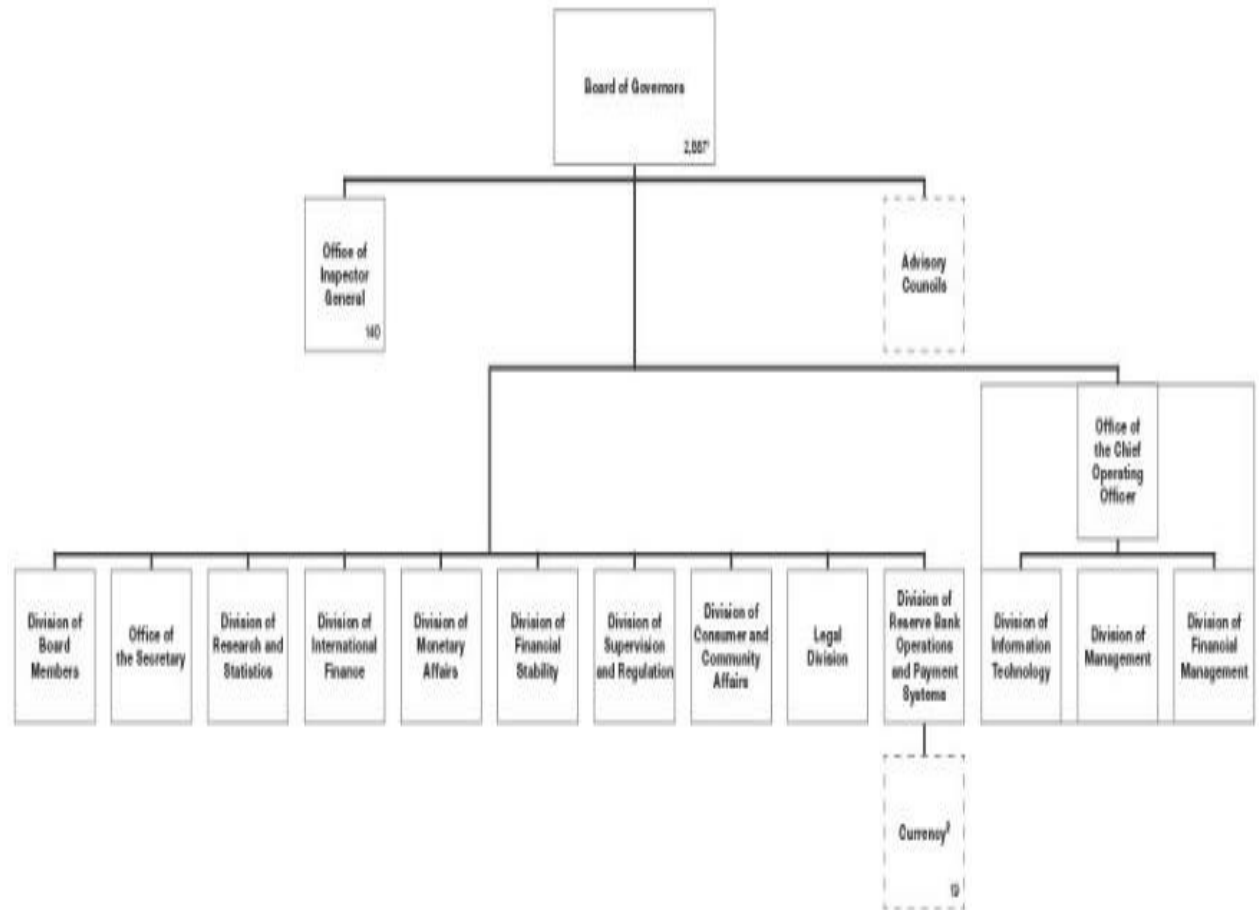 Board of Governors
Office of
Inspector
General
140
Advisory
Councils
Office of
the Chief
Operating
Officer
Division of
Board
Members
Office of
the Secretary
Division of
Research and
Statistics
Division of
International
Finance
Division of
Monetary
Affairs
Division of
Financial
Stability
Division of
Supervision
and Regulation
Division of
Consumer and
Community
Affairs
Legal
Division
Division of
Reserve Bank
Operations
and Payment
Systems
Division of
Information
Technology
Division of
Management
Division of
Financial
Management
Currency
19